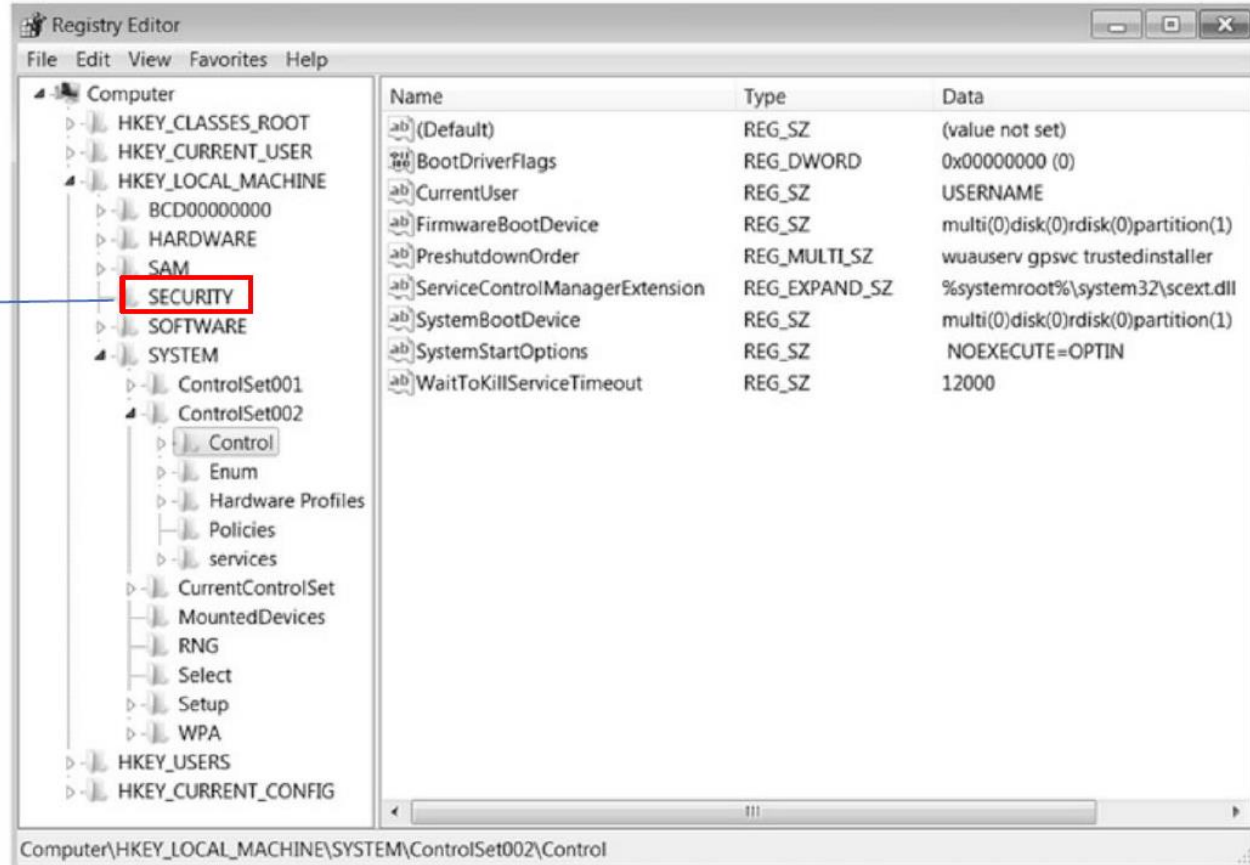 Registry Editor
File Edit View Favorites Help
Computer
HKEY_CLASSES_ROOT
HKEY_CURRENT_USER
HKEY_LOCAL_MACHINE
BCD00000000
HARDWARE
SAM
SECURITY
SOFTWARE
SYSTEM
ControlSet001
ControlSet002
Control
Enum
Hardware Profiles
Policies
services
CurrentControlSet
MountedDevices
RNG
Select
Setup
WPA
HKEY_USERS
HKEY_CURRENT_CONFIG
Name Type Data
(Default) REG_SZ (value not set)
BootDriverFlags REG_DWORD 0x00000000 (0)
CurrentUser REG_SZ USERNAME
FirmwareBootDevice REG_SZ multi(0)disk(0)rdisk(0)partition(1)
PreshutdownOrder REG_MULTI_SZ wuauserv gpsvc trustedinstaller
ServiceControlManagerExtension REG_EXPAND_SZ %systemroot%\system32\scext.dll
SystemBootDevice REG_SZ multi(0)disk(0)rdisk(0)partition(1)
SystemStartOptions REG_SZ NOEXECUTE=OPTIN
WaitToKillServiceTimeout REG_SZ 12000
Computer\HKEY_LOCAL_MACHINE\SYSTEM\ControlSet002\Control